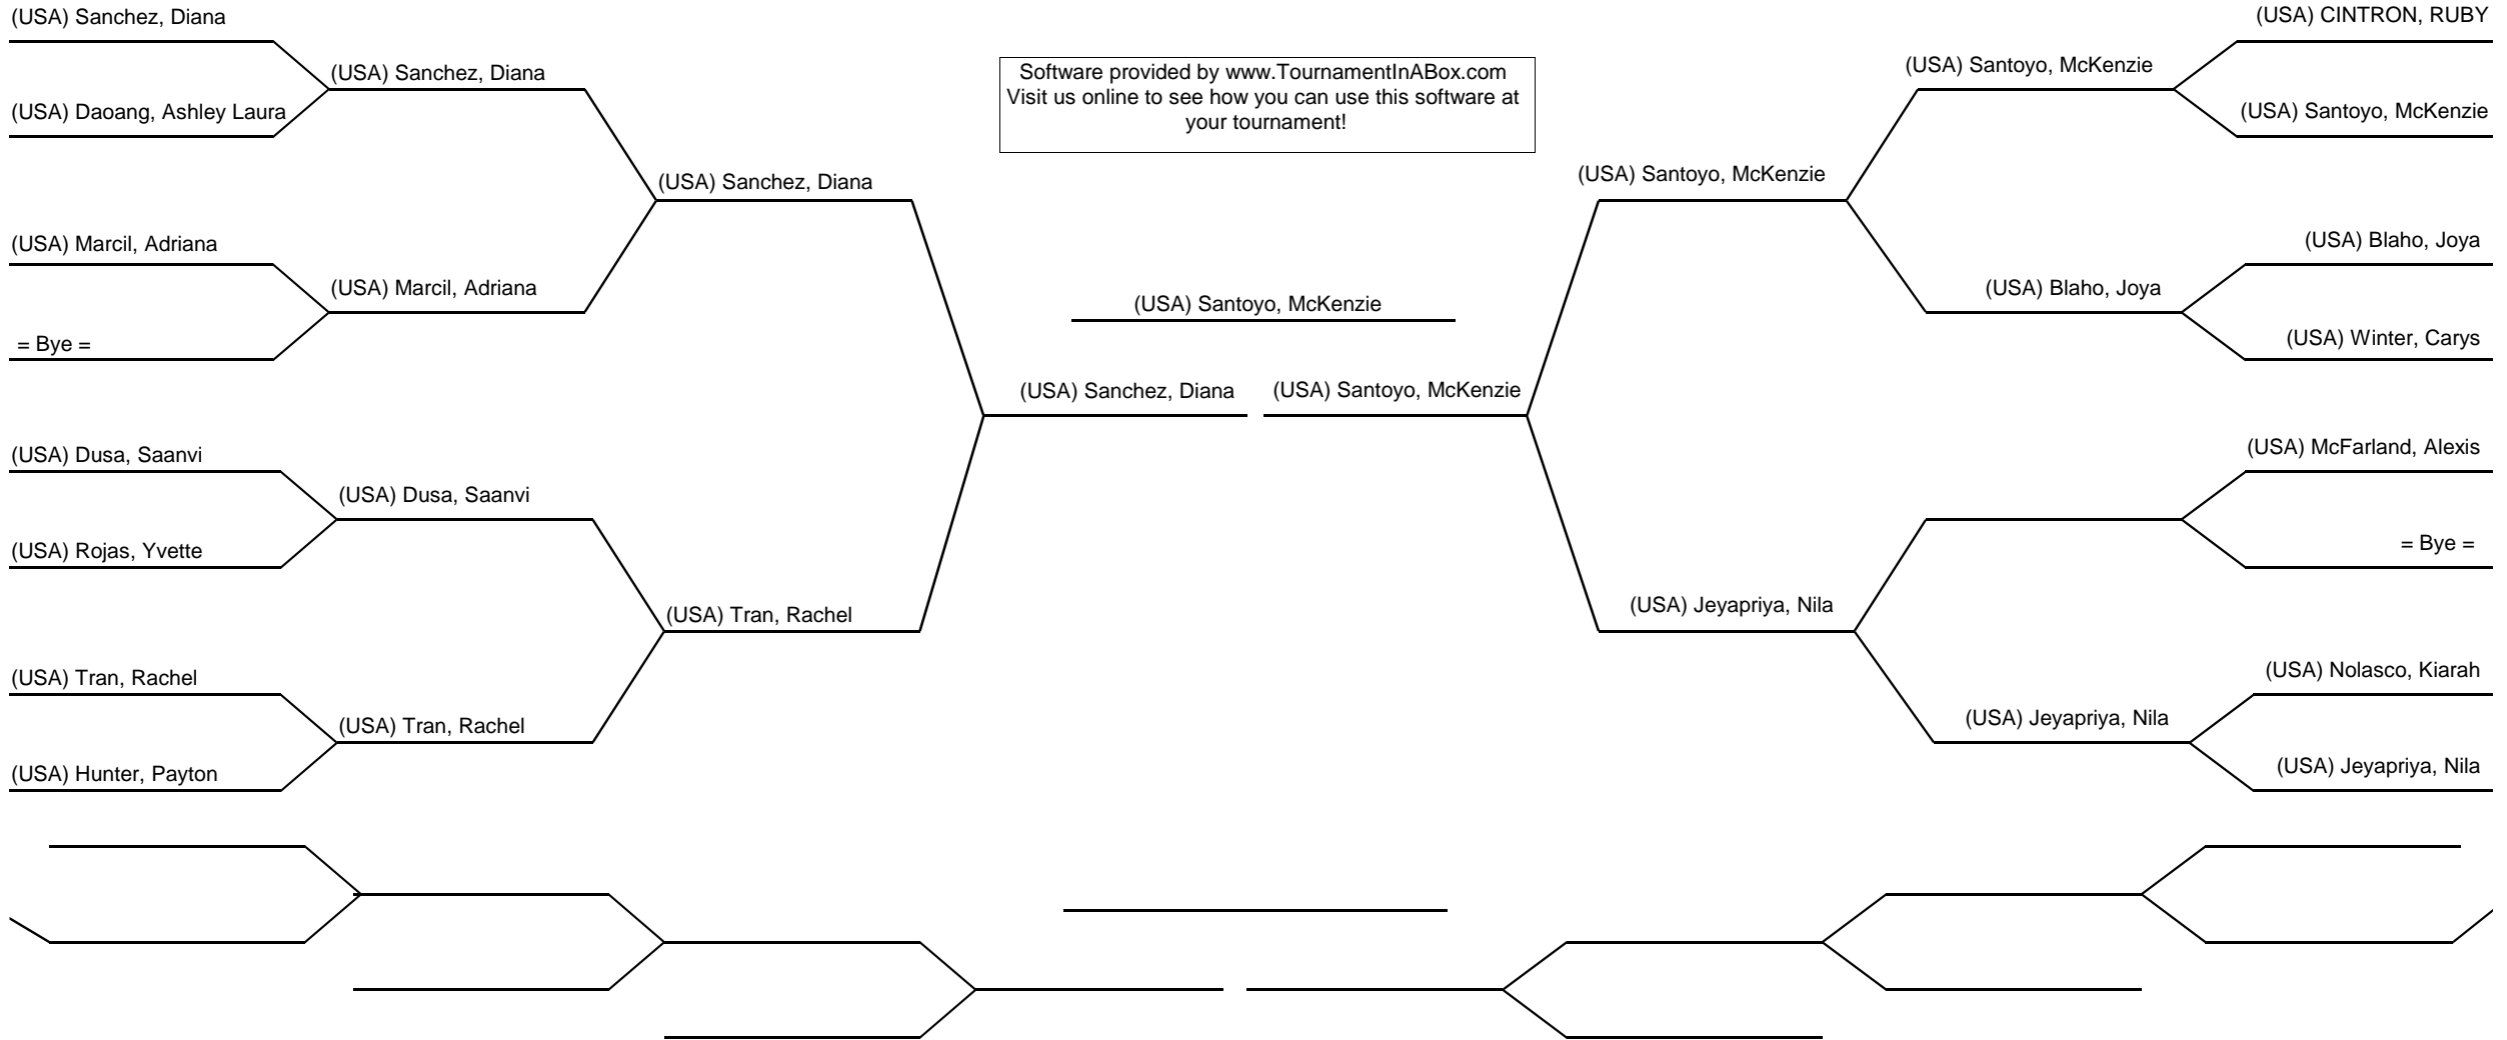 (USA) Sanchez, Diana
(USA) CINTRON, RUBY
(USA) Sanchez, Diana
Software provided by www.TournamentInABox.com
Visit us online to see how you can use this software at
your tournament!
(USA) Santoyo, McKenzie
(USA) Daoang, Ashley Laura
(USA) Santoyo, McKenzie
(USA) Sanchez, Diana
(USA) Santoyo, McKenzie
(USA) Marcil, Adriana
(USA) Blaho, Joya
(USA) Marcil, Adriana
(USA) Blaho, Joya
(USA) Santoyo, McKenzie
= Bye =
(USA) Winter, Carys
(USA) Sanchez, Diana
(USA) Santoyo, McKenzie
(USA) Dusa, Saanvi
(USA) McFarland, Alexis
(USA) Dusa, Saanvi
(USA) Rojas, Yvette
= Bye =
(USA) Tran, Rachel
(USA) Jeyapriya, Nila
(USA) Tran, Rachel
(USA) Nolasco, Kiarah
(USA) Tran, Rachel
(USA) Jeyapriya, Nila
(USA) Hunter, Payton
(USA) Jeyapriya, Nila